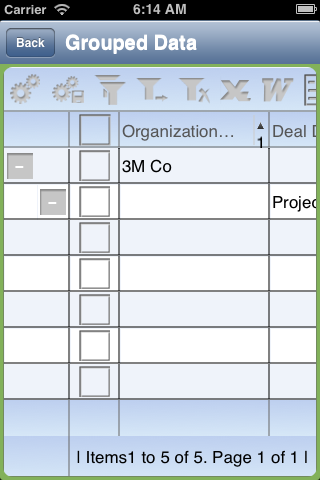 Carrier 6:14 AM
Back Grouped Data
Organization… ▲ 1 Deal D
3M Co
Projec
| Items1 to 5 of 5. Page 1 of 1 |